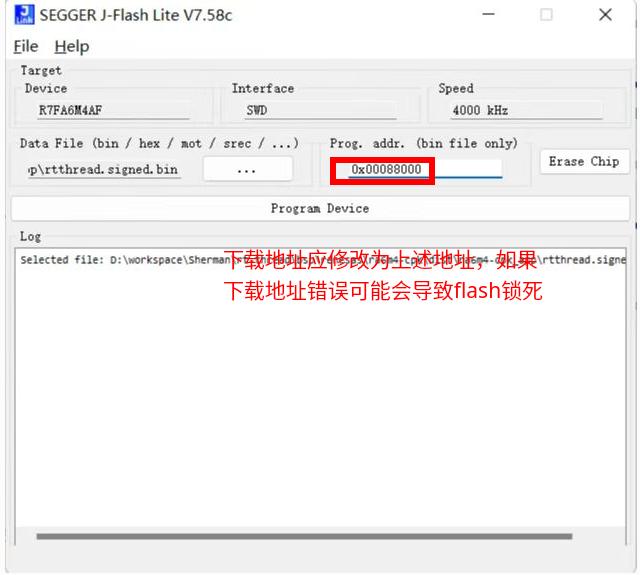 SEGGER J-Flash Lite V7.58c
File Help
Target
Device Interface Speed
R7FA6M4AF SWD 4000 kHz
Data File (bin / hex / mot / srec / ...) Prog. addr. (bin file only)
p\rtthread.signed.bin ... 0x00088000 Erase Chip
Program Device
Log
Selected file: D:\workspace\Sherman
\rtthread.signe
下载地址应修改为上述地址，如果
下载地址错误可能会导致flash锁死